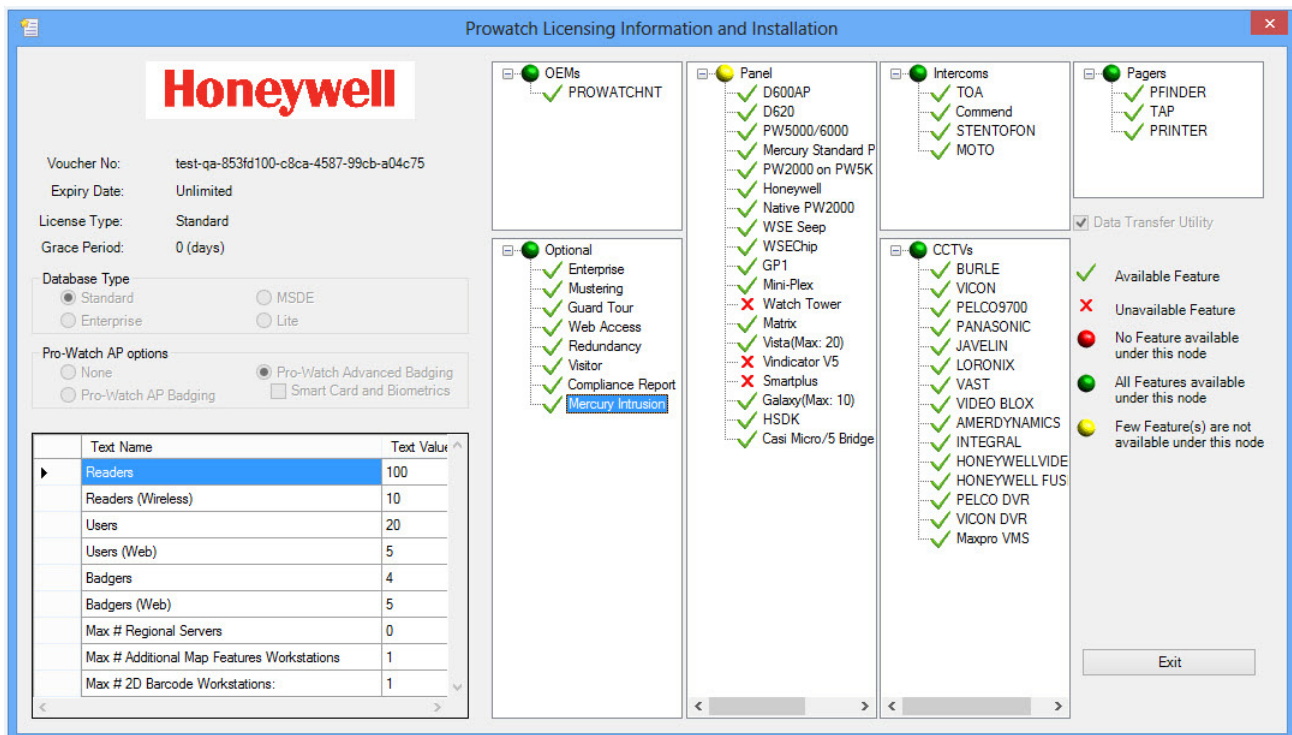 Prowatch Licensing Information and Installation
Honeywell
Voucher No: test-qa-853fd100-c8ca-4587-99cb-a04c75
Expiry Date: Unlimited
License Type: Standard
Grace Period: 0 (days)
Database Type
Standard MSDE
Enterprise Lite
Pro-Watch AP options
None Pro-Watch Advanced Badging
Pro-Watch AP Badging Smart Card and Biometrics
Text Name Text Value
Readers 100
Readers (Wireless) 10
Users 20
Users (Web) 5
Badgers 4
Badgers (Web) 5
Max # Regional Servers 0
Max # Additional Map Features Workstations 1
Max # 2D Barcode Workstations: 1
OEMs
PROWATCHNT
Optional
Enterprise
Mustering
Guard Tour
Web Access
Redundancy
Visitor
Compliance Report
Mercury Intrusion
Panel
D600AP
D620
PW5000/6000
Mercury Standard P
PW2000 on PW5K
Honeywell
Native PW2000
WSE Seep
WSEChip
GP1
Mini-Plex
Watch Tower
Matrix
Vista(Max: 20)
Vindicator V5
Smartplus
Galaxy(Max: 10)
HSDK
Casi Micro/5 Bridge
Intercoms
TOA
Commend
STENTOFON
MOTO
CCTVs
BURLE
VICON
PELCO9700
PANASONIC
JAVELIN
LORONIX
VAST
VIDEO BLOX
AMERDYNAMICS
INTEGRAL
HONEYWELLVIDE
HONEYWELL FUS
PELCO DVR
VICON DVR
Maxpro VMS
Pagers
PFINDER
TAP
PRINTER
Data Transfer Utility
Available Feature
Unavailable Feature
No Feature available
under this node
All Features available
under this node
Few Feature(s) are not
available under this node
Exit